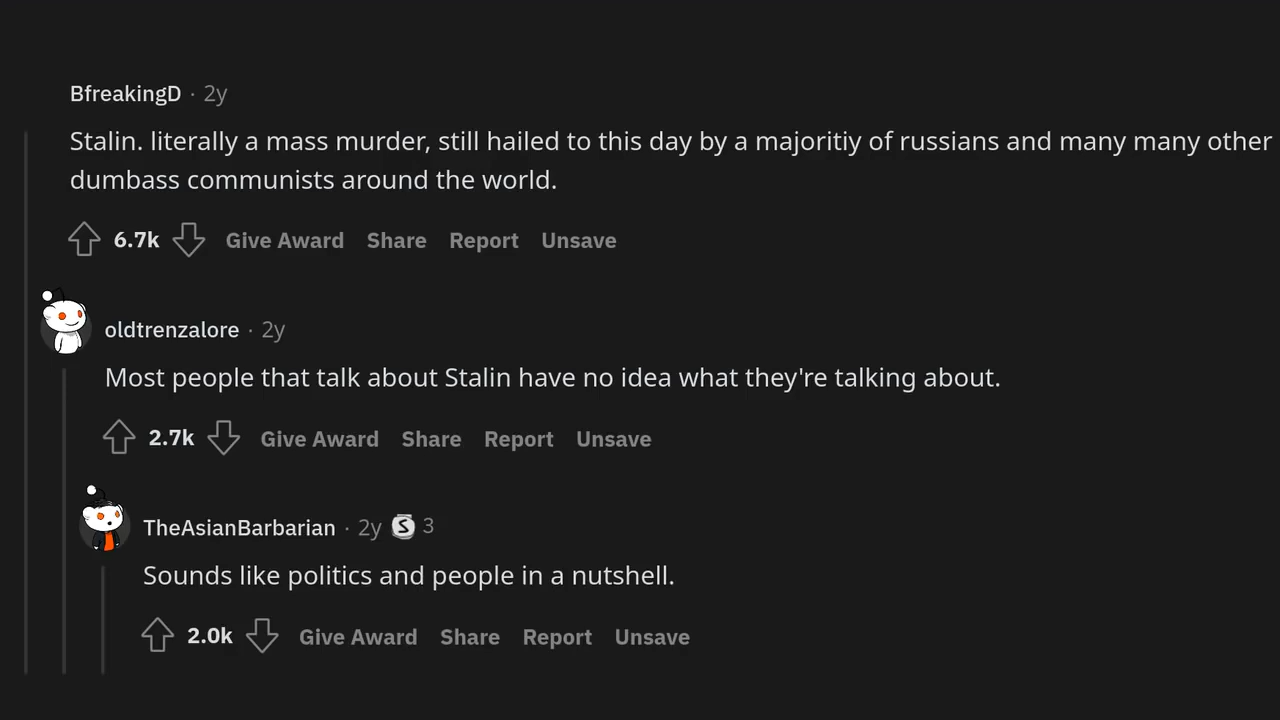 BfreakingD · 2y
Stalin. literally a mass murder, still hailed to this day by a majoritiy of russians and many many other
dumbass communists around the world.
6.7k Give Award Share Report Unsave
oldtrenzalore · 2y
Most people that talk about Stalin have no idea what they're talking about.
2.7k Give Award Share Report Unsave
TheAsianBarbarian · 2y S 3
Sounds like politics and people in a nutshell.
2.0k Give Award Share Report Unsave